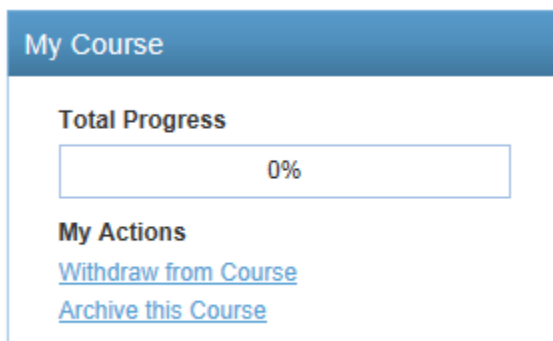 My Course
Total Progress
0%
My Actions
Withdraw from Course
Archive this Course